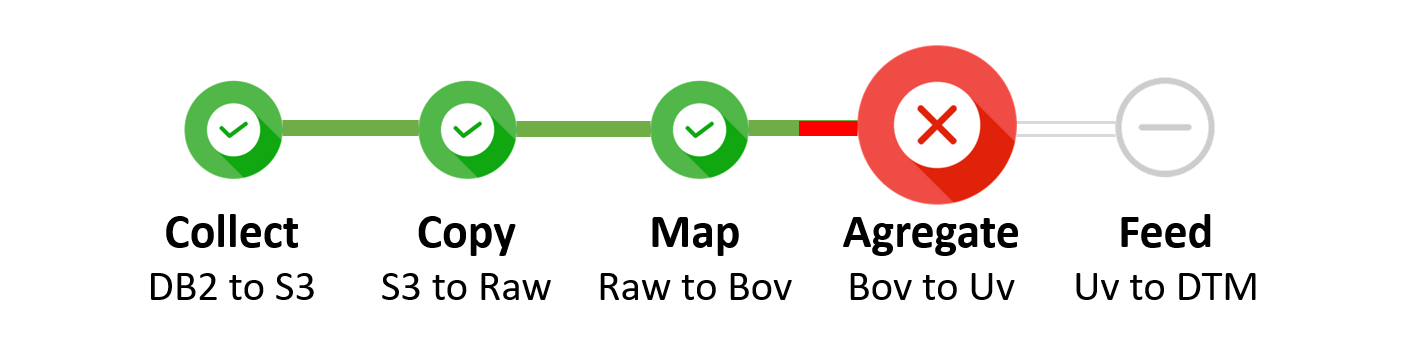 Collect Copy Map Agregate Feed
DB2 to S3 S3 to Raw Raw to Bov Bov to Uv Uv to DTM